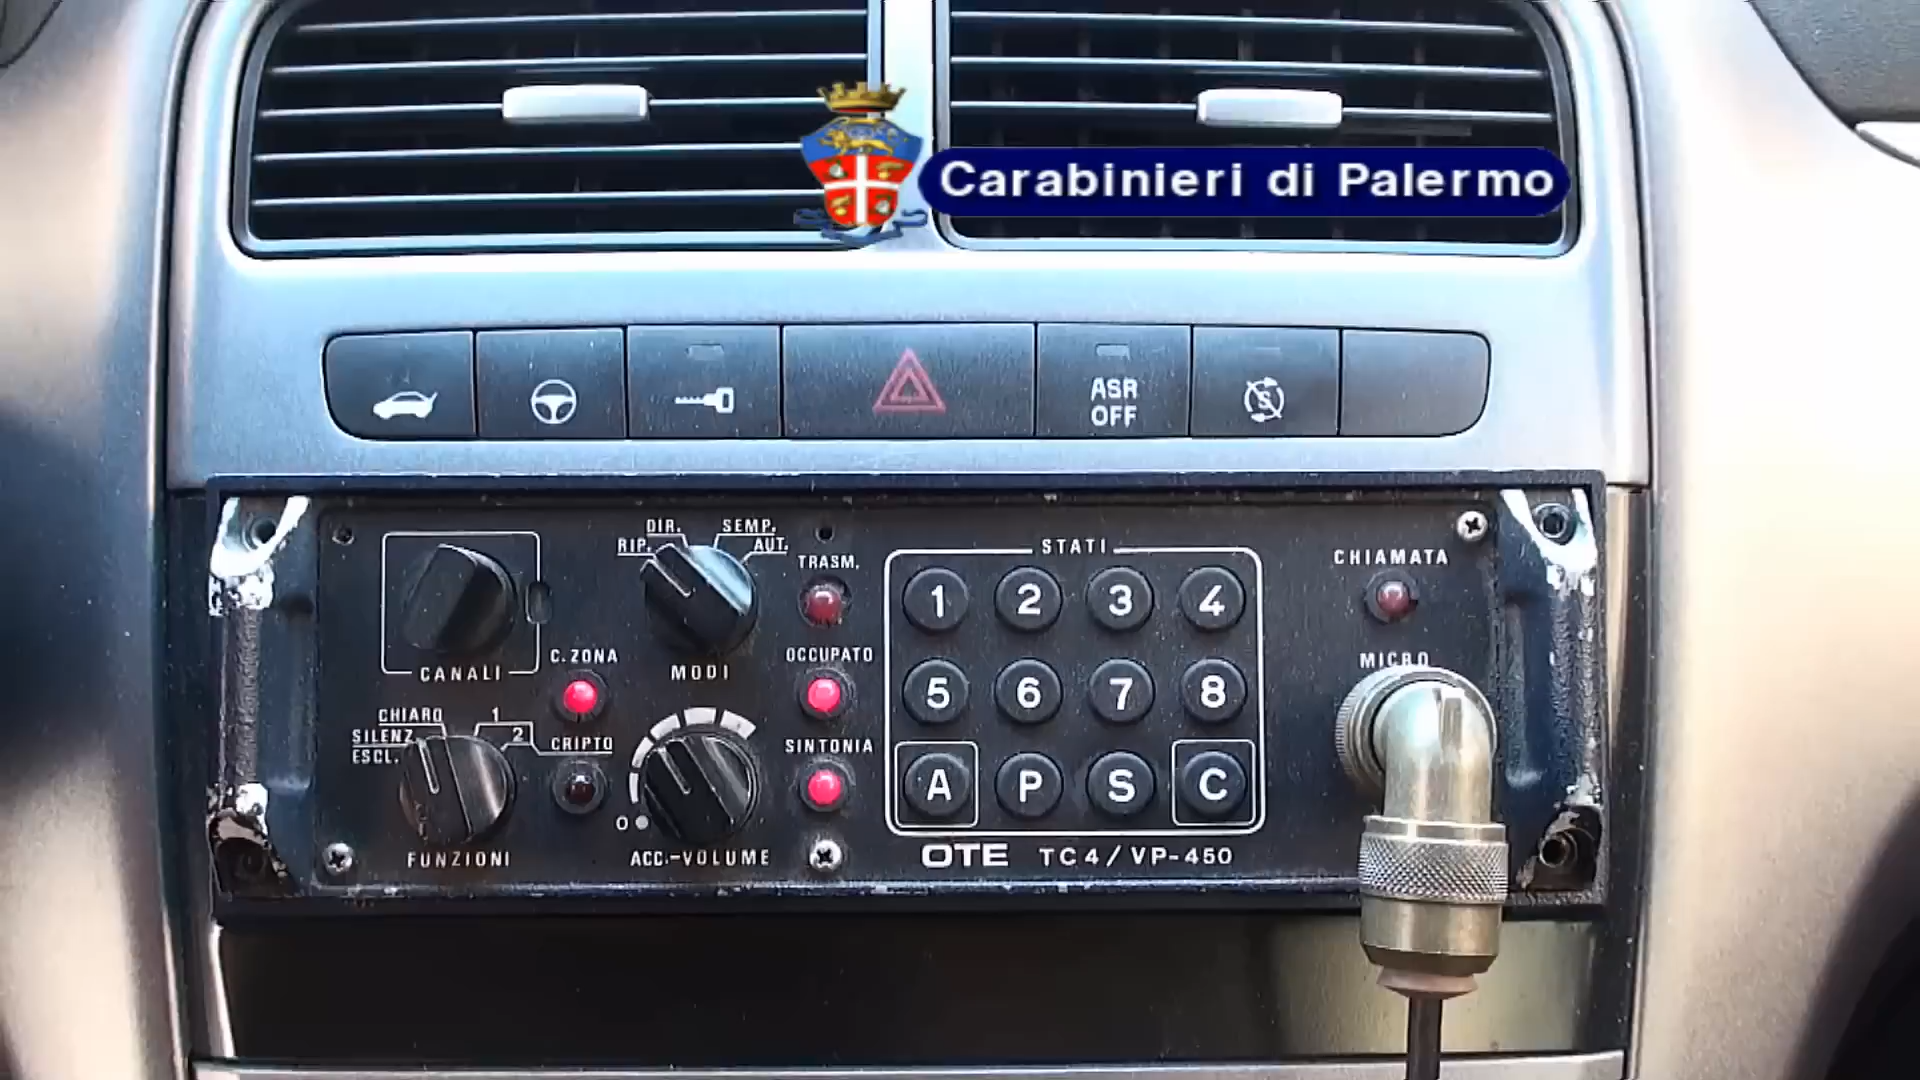 Carabinieri di Palermo
ASR
OFF
S
DIR. SEMP.
RIP. AUT.
TRASM.
STATI
CHIAMATA
1 2 3 4
CANALI
C.ZONA
MODI
OCCUPATO
MICRO
5 6 7 8
CHIARO 1
SILENZ. 2
ESCL.
CRIPTO
SINTONIA
A P S C
0
FUNZIONI
ACC.-VOLUME
OTE TC4/VP-450